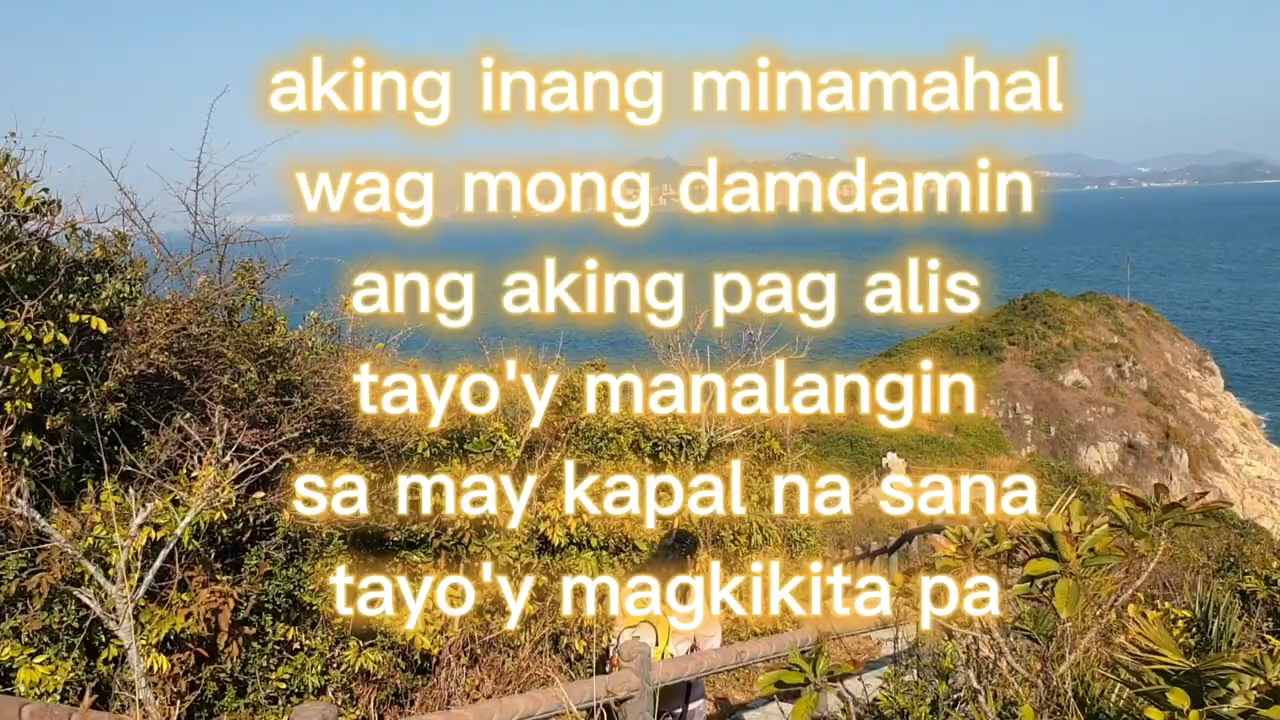 aking inang minamahal
wag mong damdamin
ang aking pag alis
tayo'y manalangin
sa may kapal na sana
tayo'y magkikita pa